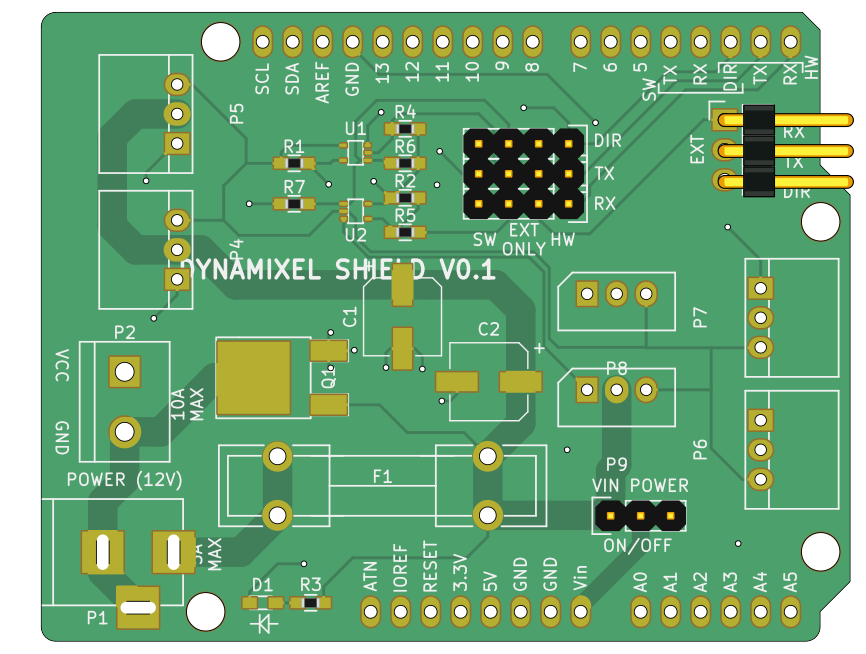 SCL
SDA
AREF
GND
13
12
11
10
9
8
7
6
5
SW
TX
RX
DIR
TX
RX
HW
P5
R4
U1
R1
R6
R7
R2
U2
R5
DIR
TX
RX
SW
EXT
ONLY
HW
EXT
RX
TX
DIR
P4
DYNAMIXEL SHIELD V0.1
+
C1
C2
+
P7
P2
VCC
GND
10A
MAX
Q1
P8
P6
POWER (12V)
F1
P9
VIN POWER
ON/OFF
5A
MAX
P1
D1
R3
ATN
IOREF
RESET
3.3V
5V
GND
GND
Vin
A0
A1
A2
A3
A4
A5